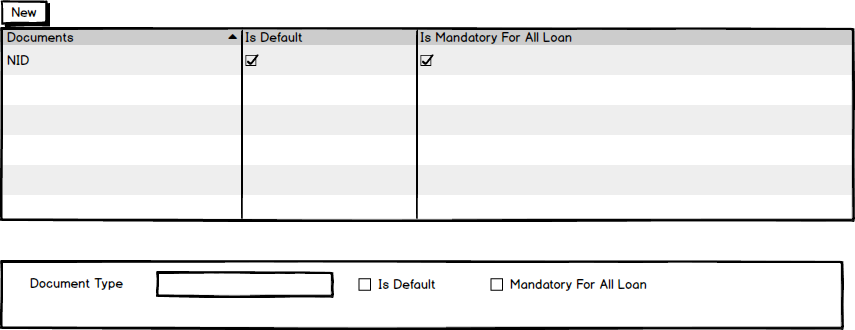 New
Documents Is Default Is Mandatory For All Loan
NID
Document Type Is Default Mandatory For All Loan